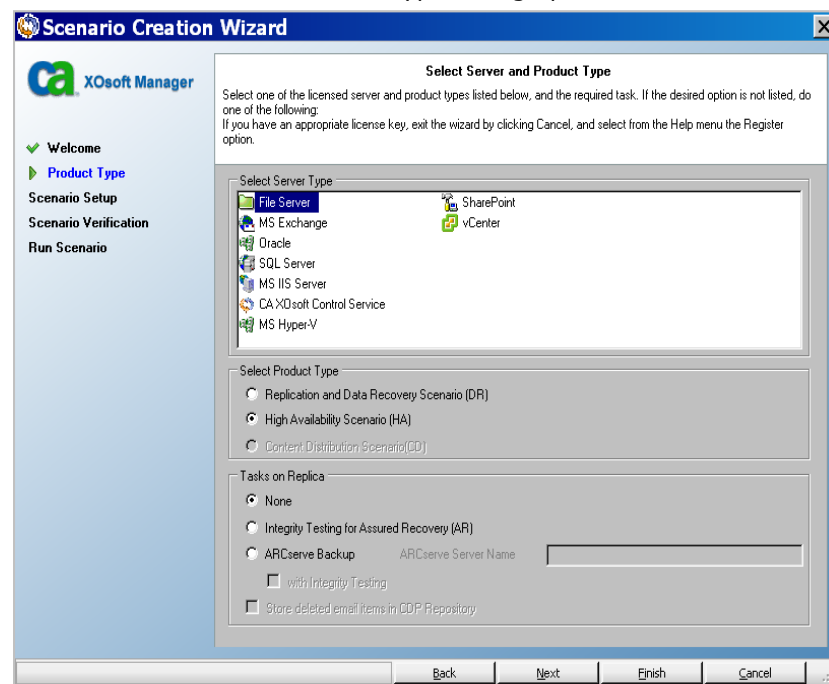 Scenario Creation Wizard
ca XOsoft Manager
Welcome
Product Type
Scenario Setup
Scenario Verification
Run Scenario
Select Server and Product Type
Select one of the licensed server and product types listed below, and the required task. If the desired option is not listed, do
one of the following:
If you have an appropriate license key, exit the wizard by clicking Cancel, and select from the Help menu the Register
option.
Select Server Type
File Server
MS Exchange
Oracle
SQL Server
MS IIS Server
CA XOsoft Control Service
MS Hyper-V
SharePoint
vCenter
Select Product Type
Replication and Data Recovery Scenario (DR)
High Availability Scenario (HA)
Content Distribution Scenario(CD)
Tasks on Replica
None
Integrity Testing for Assured Recovery (AR)
ARCserve Backup ARCserve Server Name
with Integrity Testing
Store deleted email items in CDP Repository
Back Next Finish Cancel